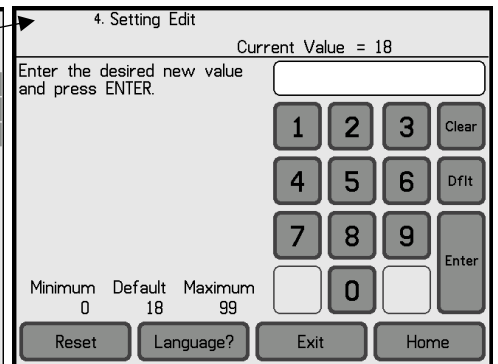 4. Setting Edit
Current Value = 18
Enter the desired new value
and press ENTER.
1 2 3 Clear
4 5 6 Dflt
7 8 9
Enter
0
Minimum Default Maximum
0 18 99
Reset Language? Exit Home